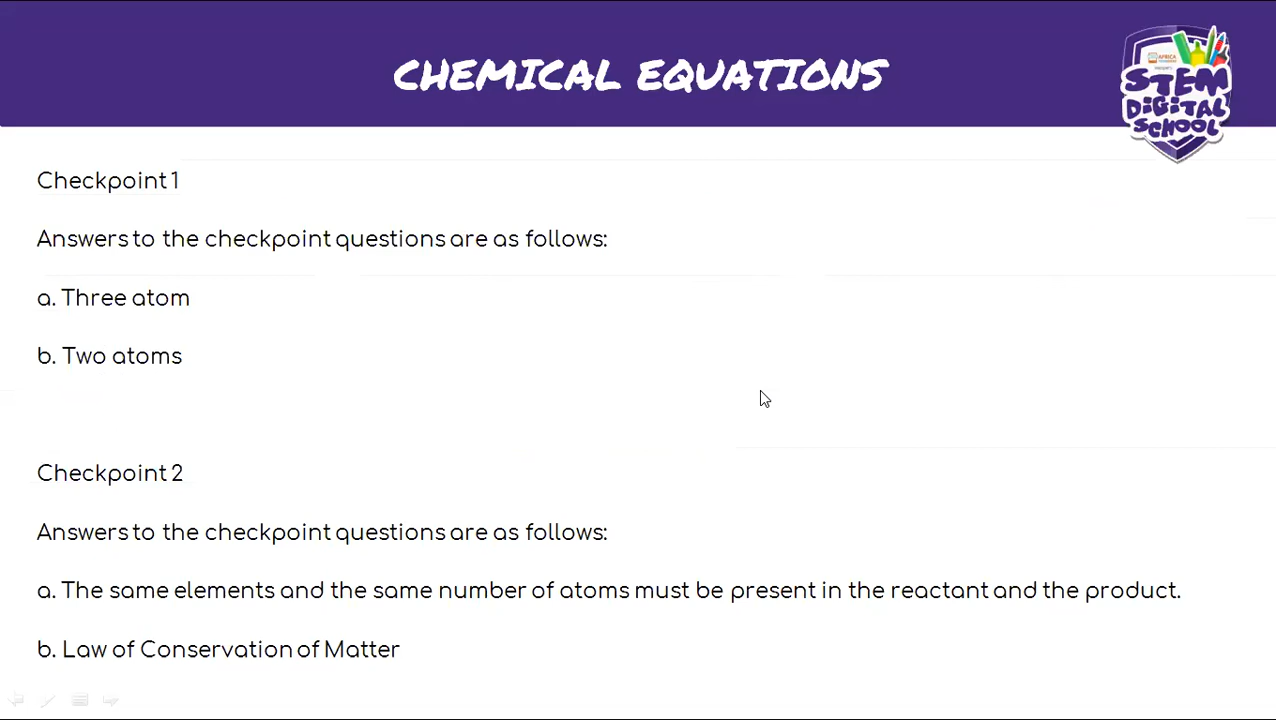 CHEMICAL EQUATIONS
AFRICA
STEM
DIGITAL
SCHOOL
Checkpoint 1
Answers to the checkpoint questions are as follows:
a. Three atom
b. Two atoms
Checkpoint 2
Answers to the checkpoint questions are as follows:
a. The same elements and the same number of atoms must be present in the reactant and the product.
b. Law of Conservation of Matter